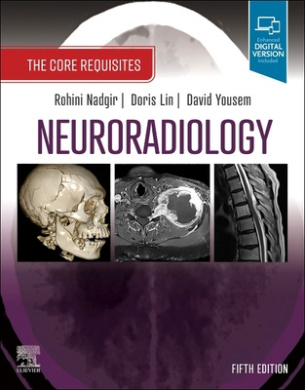 Enhanced
DIGITAL
VERSION
Included
THE CORE REQUISITES
Rohini Nadgir | Doris Lin | David Yousem
NEURORADIOLOGY
ELSEVIER
FIFTH EDITION